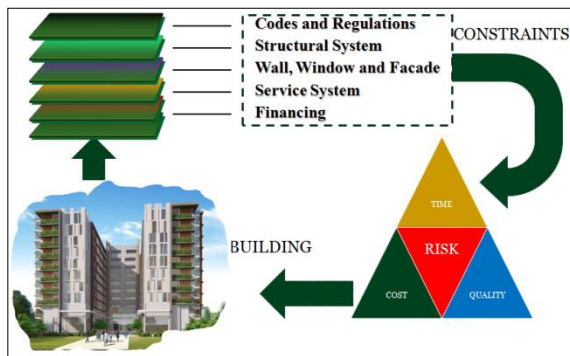 Codes and Regulations
Structural System
Wall, Window and Facade
Service System
Financing
CONSTRAINTS
TIME
RISK
COST
QUALITY
BUILDING